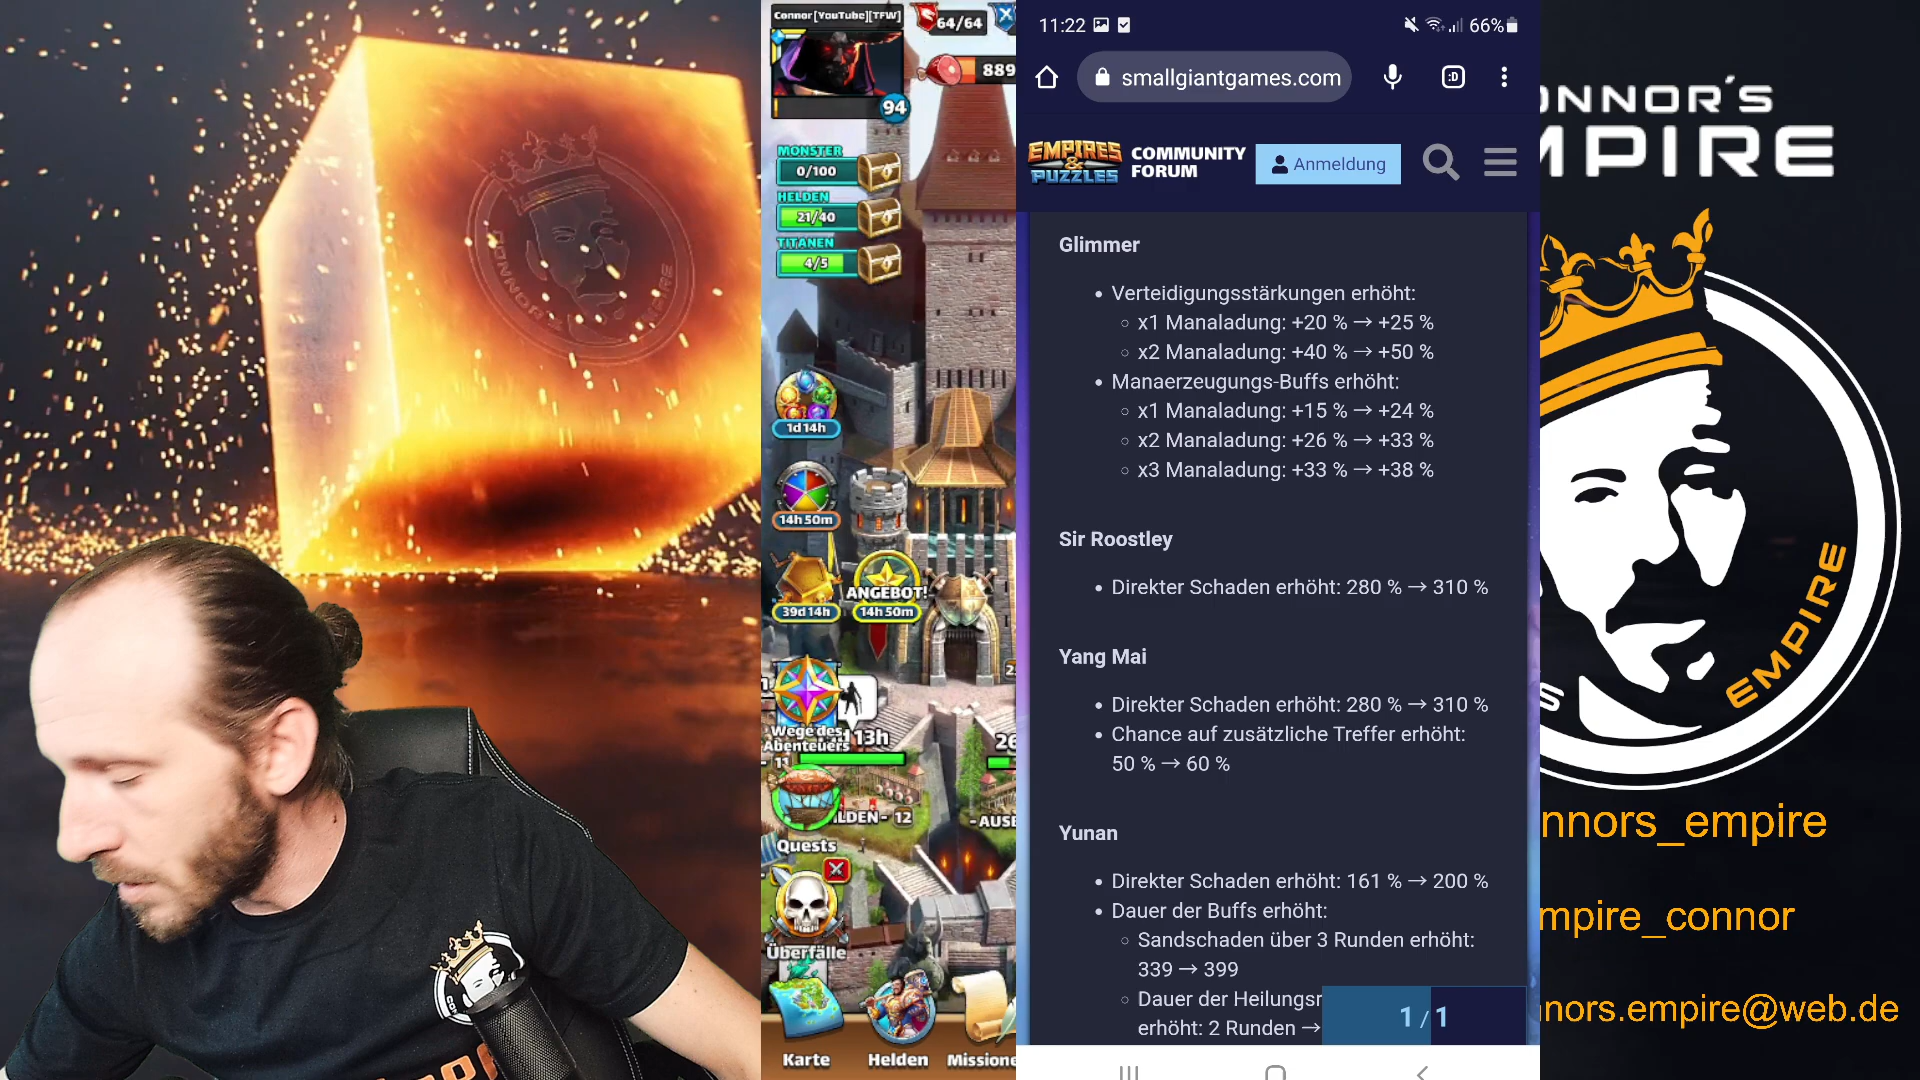 Connor[YouTube][TFW]
64/64
889
94
MONSTER
0/100
HELDEN
21/40
TITANEN
4/5
1d 14h
14h 50m
ANGEBOT!
39d 14h
14h 50m
Wege des
Abenteuers
13h
26
LDEN - 12
- AUSB
Quests
Überfälle
Karte
Helden
Missione
11:22
66%
smallgiantgames.com
:D
EMPIRES
&
PUZZLES
COMMUNITY
FORUM
Anmeldung
Glimmer
• Verteidigungsstärkungen erhöht:
◦ x1 Manaladung: +20 % → +25 %
◦ x2 Manaladung: +40 % → +50 %
• Manaerzeugungs-Buffs erhöht:
◦ x1 Manaladung: +15 % → +24 %
◦ x2 Manaladung: +26 % → +33 %
◦ x3 Manaladung: +33 % → +38 %
Sir Roostley
• Direkter Schaden erhöht: 280 % → 310 %
Yang Mai
• Direkter Schaden erhöht: 280 % → 310 %
• Chance auf zusätzliche Treffer erhöht:
50 % → 60 %
Yunan
• Direkter Schaden erhöht: 161 % → 200 %
• Dauer der Buffs erhöht:
◦ Sandschaden über 3 Runden erhöht:
339 → 399
◦ Dauer der Heilungsr
erhöht: 2 Runden →
1 / 1
ONNOR'S
MPIRE
S
EMPIRE
nnors_empire
mpire_connor
nnors.empire@web.de
CONNORS
EMPIRE